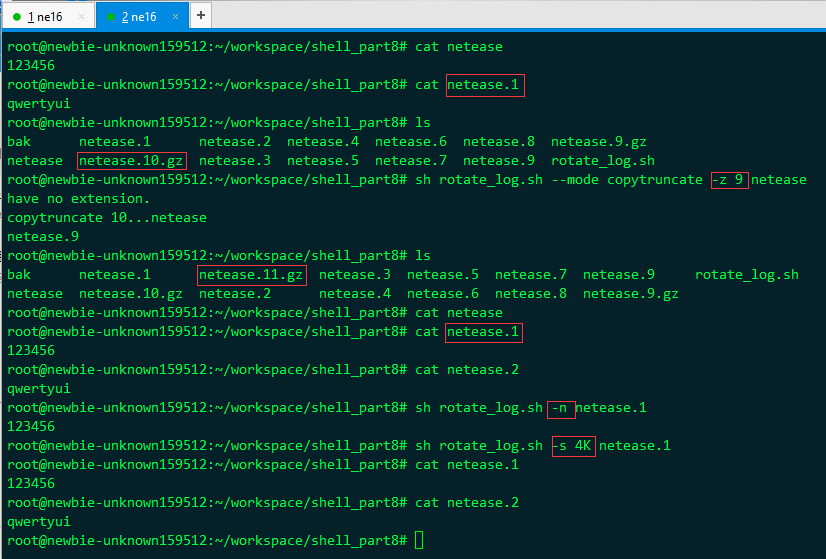 1 ne16 × 2 ne16 × +
root@newbie-unknown159512:~/workspace/shell_part8# cat netease
123456
root@newbie-unknown159512:~/workspace/shell_part8# cat netease.1
qwertyui
root@newbie-unknown159512:~/workspace/shell_part8# ls
bak      netease.1      netease.2  netease.4  netease.6  netease.8  netease.9.gz
netease  netease.10.gz  netease.3  netease.5  netease.7  netease.9  rotate_log.sh
root@newbie-unknown159512:~/workspace/shell_part8# sh rotate_log.sh --mode copytruncate -z 9 netease
have no extension.
copytruncate 10...netease
netease.9
root@newbie-unknown159512:~/workspace/shell_part8# ls
bak      netease.1      netease.11.gz  netease.3  netease.5  netease.7  netease.9     rotate_log.sh
netease  netease.10.gz  netease.2      netease.4  netease.6  netease.8  netease.9.gz
root@newbie-unknown159512:~/workspace/shell_part8# cat netease
root@newbie-unknown159512:~/workspace/shell_part8# cat netease.1
123456
root@newbie-unknown159512:~/workspace/shell_part8# cat netease.2
qwertyui
root@newbie-unknown159512:~/workspace/shell_part8# sh rotate_log.sh -n netease.1
123456
root@newbie-unknown159512:~/workspace/shell_part8# sh rotate_log.sh -s 4K netease.1
root@newbie-unknown159512:~/workspace/shell_part8# cat netease.1
123456
root@newbie-unknown159512:~/workspace/shell_part8# cat netease.2
qwertyui
root@newbie-unknown159512:~/workspace/shell_part8#